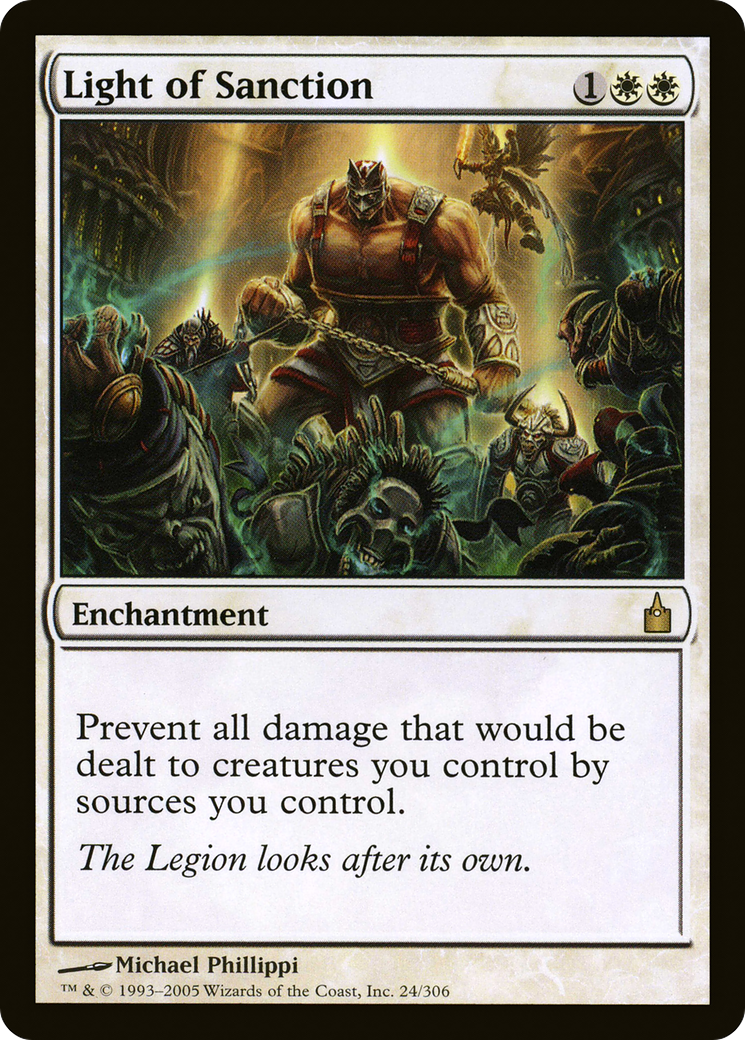 Light of Sanction 1
Enchantment
Prevent all damage that would be
dealt to creatures you control by
sources you control.
The Legion looks after its own.
Michael Phillippi
™ & © 1993–2005 Wizards of the Coast, Inc. 24/306